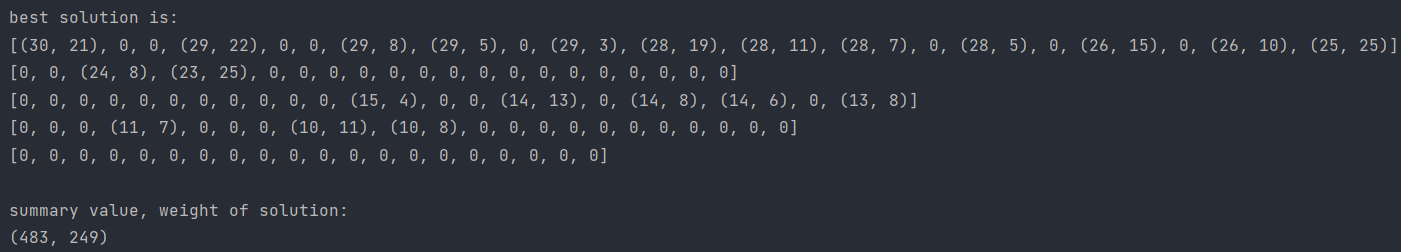 best solution is:
[(30, 21), 0, 0, (29, 22), 0, 0, (29, 8), (29, 5), 0, (29, 3), (28, 19), (28, 11), (28, 7), 0, (28, 5), 0, (26, 15), 0, (26, 10), (25, 25)]
[0, 0, (24, 8), (23, 25), 0, 0, 0, 0, 0, 0, 0, 0, 0, 0, 0, 0, 0, 0, 0, 0]
[0, 0, 0, 0, 0, 0, 0, 0, 0, 0, 0, (15, 4), 0, 0, (14, 13), 0, (14, 8), (14, 6), 0, (13, 8)]
[0, 0, 0, (11, 7), 0, 0, 0, (10, 11), (10, 8), 0, 0, 0, 0, 0, 0, 0, 0, 0, 0, 0]
[0, 0, 0, 0, 0, 0, 0, 0, 0, 0, 0, 0, 0, 0, 0, 0, 0, 0, 0, 0]
summary value, weight of solution:
(483, 249)